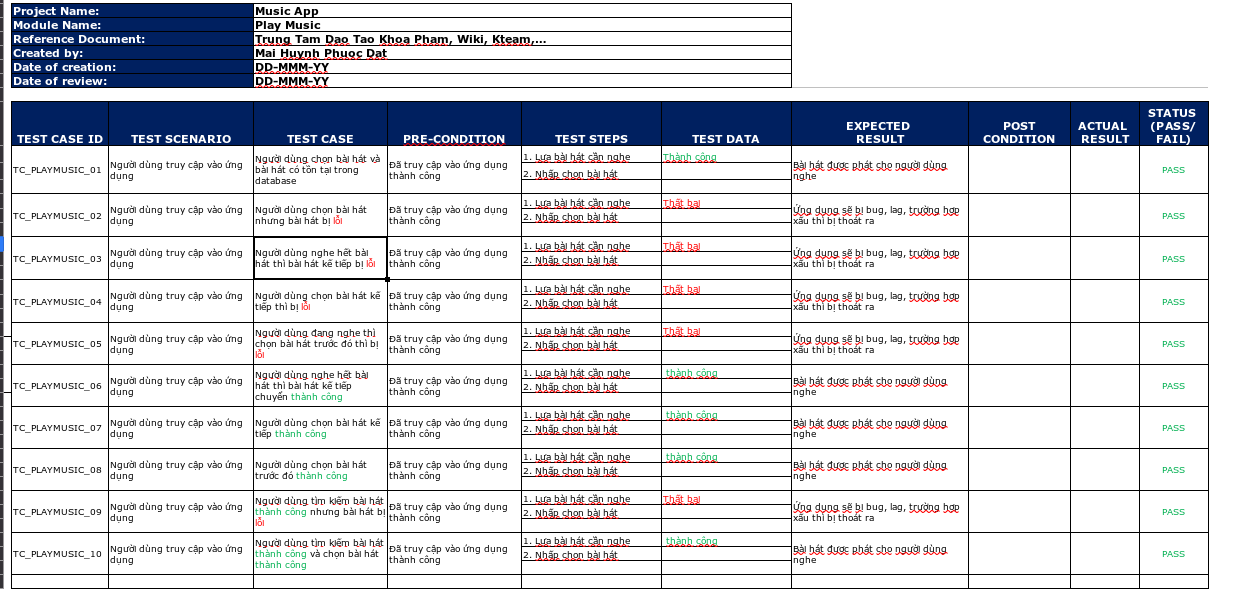 Project Name: Music App
Module Name: Play Music
Reference Document: Trung Tam Dao Tao Khoa Pham, Wiki, Kteam,...
Created by: Mai Huynh Phuoc Dat
Date of creation: DD-MMM-YY
Date of review: DD-MMM-YY
TEST CASE ID
TEST SCENARIO
TEST CASE
PRE-CONDITION
TEST STEPS
TEST DATA
EXPECTED
RESULT
POST
CONDITION
ACTUAL
RESULT
STATUS
(PASS/
FAIL)
TC_PLAYMUSIC_01
Người dùng truy cập vào ứng
dụng
Người dùng chọn bài hát và
bài hát có tồn tại trong
database
Đã truy cập vào ứng dụng
thành công
1. Lựa bài hát cần nghe
2. Nhấp chọn bài hát
Thành công
Bài hát được phát cho người dùng
nghe
PASS
TC_PLAYMUSIC_02
Người dùng truy cập vào ứng
dụng
Người dùng chọn bài hát
nhưng bài hát bị lỗi
Đã truy cập vào ứng dụng
thành công
1. Lựa bài hát cần nghe
2. Nhấp chọn bài hát
Thất bại
Ứng dụng sẽ bị bug, lag, trường hợp
xấu thì bị thoát ra
PASS
TC_PLAYMUSIC_03
Người dùng truy cập vào ứng
dụng
Người dùng nghe hết bài
hát thì bài hát kế tiếp bị lỗi
Đã truy cập vào ứng dụng
thành công
1. Lựa bài hát cần nghe
2. Nhấp chọn bài hát
Thất bại
Ứng dụng sẽ bị bug, lag, trường hợp
xấu thì bị thoát ra
PASS
TC_PLAYMUSIC_04
Người dùng truy cập vào ứng
dụng
Người dùng chọn bài hát kế
tiếp thì bị lỗi
Đã truy cập vào ứng dụng
thành công
1. Lựa bài hát cần nghe
2. Nhấp chọn bài hát
Thất bại
Ứng dụng sẽ bị bug, lag, trường hợp
xấu thì bị thoát ra
PASS
TC_PLAYMUSIC_05
Người dùng truy cập vào ứng
dụng
Người dùng đang nghe thì
chọn bài hát trước đó thì bị
lỗi
Đã truy cập vào ứng dụng
thành công
1. Lựa bài hát cần nghe
2. Nhấp chọn bài hát
Thất bại
Ứng dụng sẽ bị bug, lag, trường hợp
xấu thì bị thoát ra
PASS
TC_PLAYMUSIC_06
Người dùng truy cập vào ứng
dụng
Người dùng nghe hết bài
hát thì bài hát kế tiếp
chuyển thành công
Đã truy cập vào ứng dụng
thành công
1. Lựa bài hát cần nghe
2. Nhấp chọn bài hát
thành công
Bài hát được phát cho người dùng
nghe
PASS
TC_PLAYMUSIC_07
Người dùng truy cập vào ứng
dụng
Người dùng chọn bài hát kế
tiếp thành công
Đã truy cập vào ứng dụng
thành công
1. Lựa bài hát cần nghe
2. Nhấp chọn bài hát
thành công
Bài hát được phát cho người dùng
nghe
PASS
TC_PLAYMUSIC_08
Người dùng truy cập vào ứng
dụng
Người dùng chọn bài hát
trước đó thành công
Đã truy cập vào ứng dụng
thành công
1. Lựa bài hát cần nghe
2. Nhấp chọn bài hát
thành công
Bài hát được phát cho người dùng
nghe
PASS
TC_PLAYMUSIC_09
Người dùng truy cập vào ứng
dụng
Người dùng tìm kiếm bài hát
thành công nhưng bài hát bị
lỗi
Đã truy cập vào ứng dụng
thành công
1. Lựa bài hát cần nghe
2. Nhấp chọn bài hát
Thất bại
Ứng dụng sẽ bị bug, lag, trường hợp
xấu thì bị thoát ra
PASS
TC_PLAYMUSIC_10
Người dùng truy cập vào ứng
dụng
Người dùng tìm kiếm bài hát
thành công và chọn bài hát
thành công
Đã truy cập vào ứng dụng
thành công
1. Lựa bài hát cần nghe
2. Nhấp chọn bài hát
thành công
Bài hát được phát cho người dùng
nghe
PASS